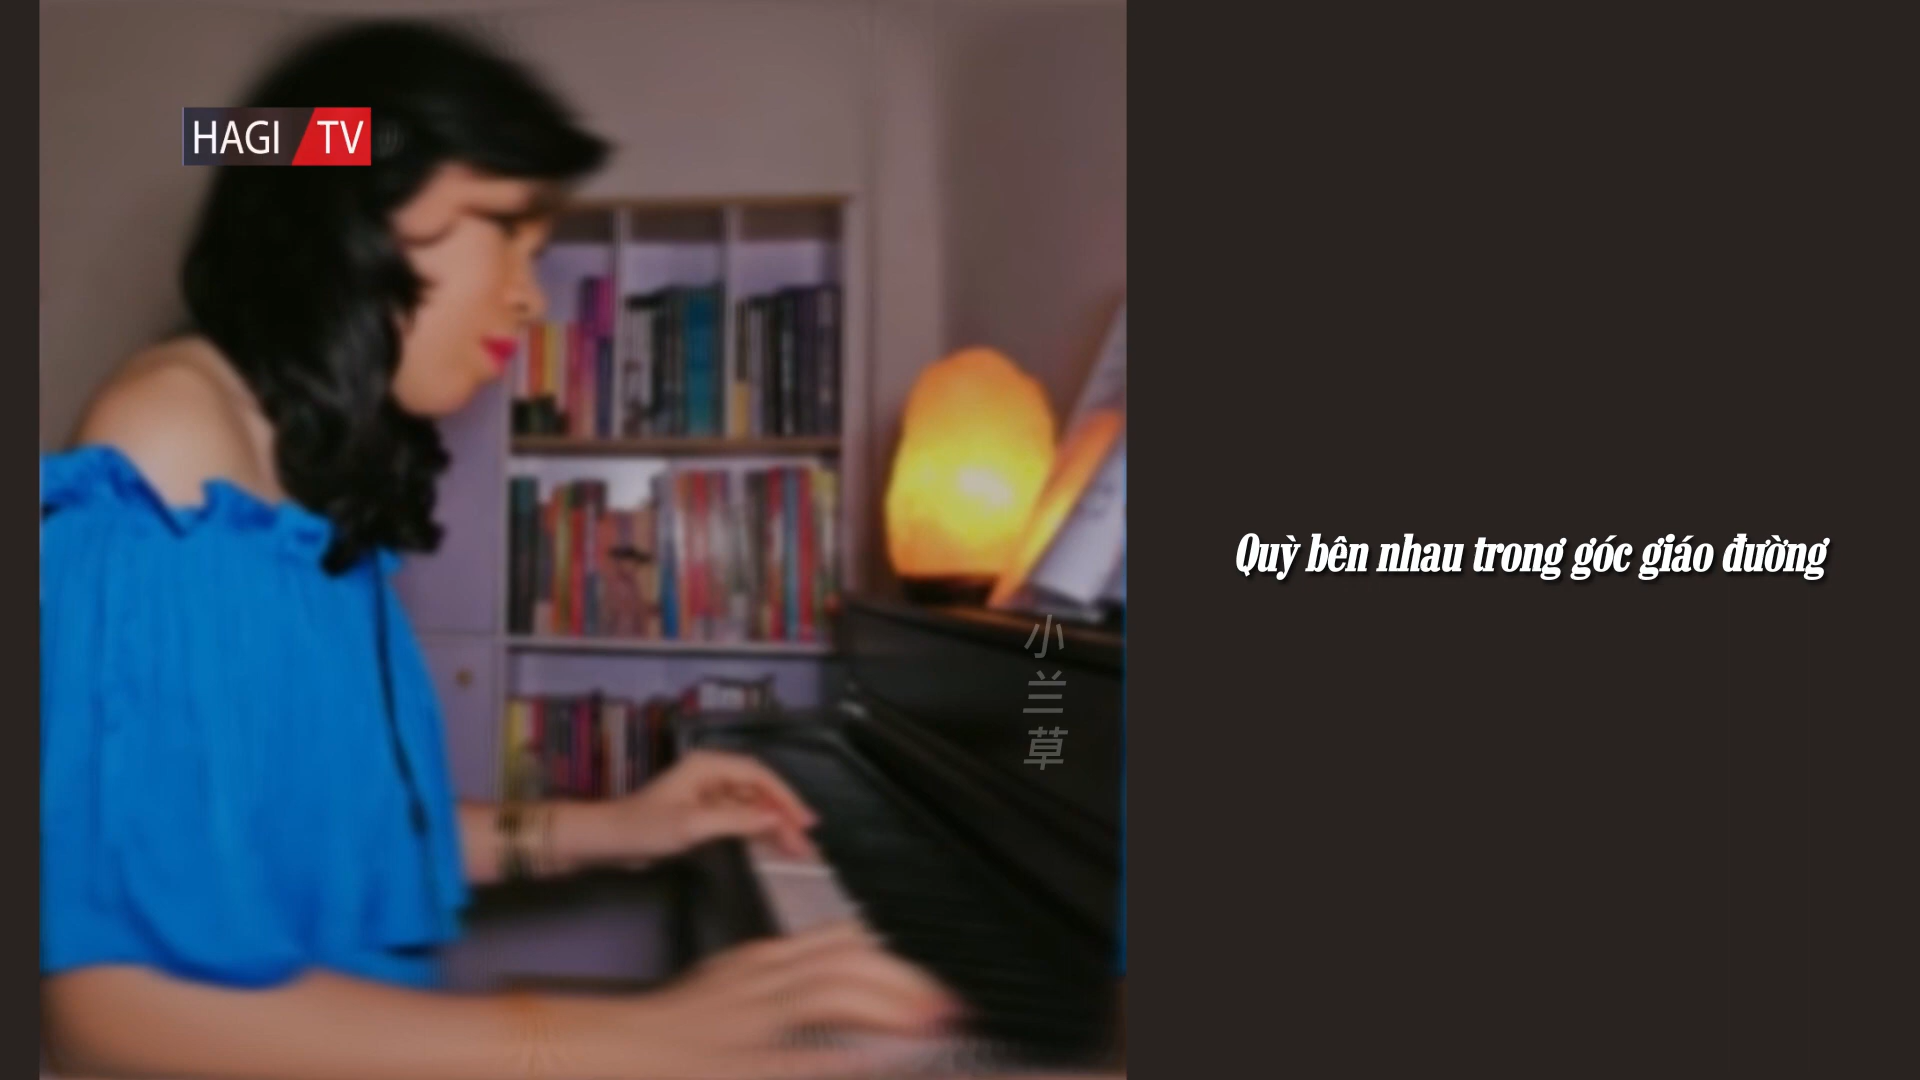 HAGI TV
Quỳ bên nhau trong góc giáo đường
小
兰
草